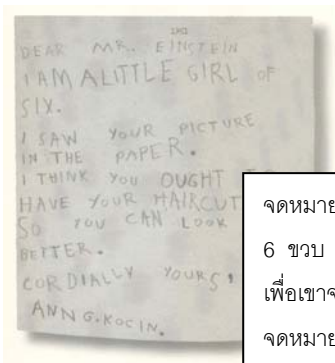 DEAR MR. EINSTEIN
I AM ALITTLE GIRL OF
SIX.
I SAW YOUR PICTURE
IN THE PAPER.
I THINK YOU OUGHT
HAVE YOUR HAIRCUT
SO YOU CAN LOOK
BETTER.
CORDIALLY YOURS,
ANN G. KOCIN.
จดหมาย
6 ขวบ
เพื่อเขาจ
จดหมาย